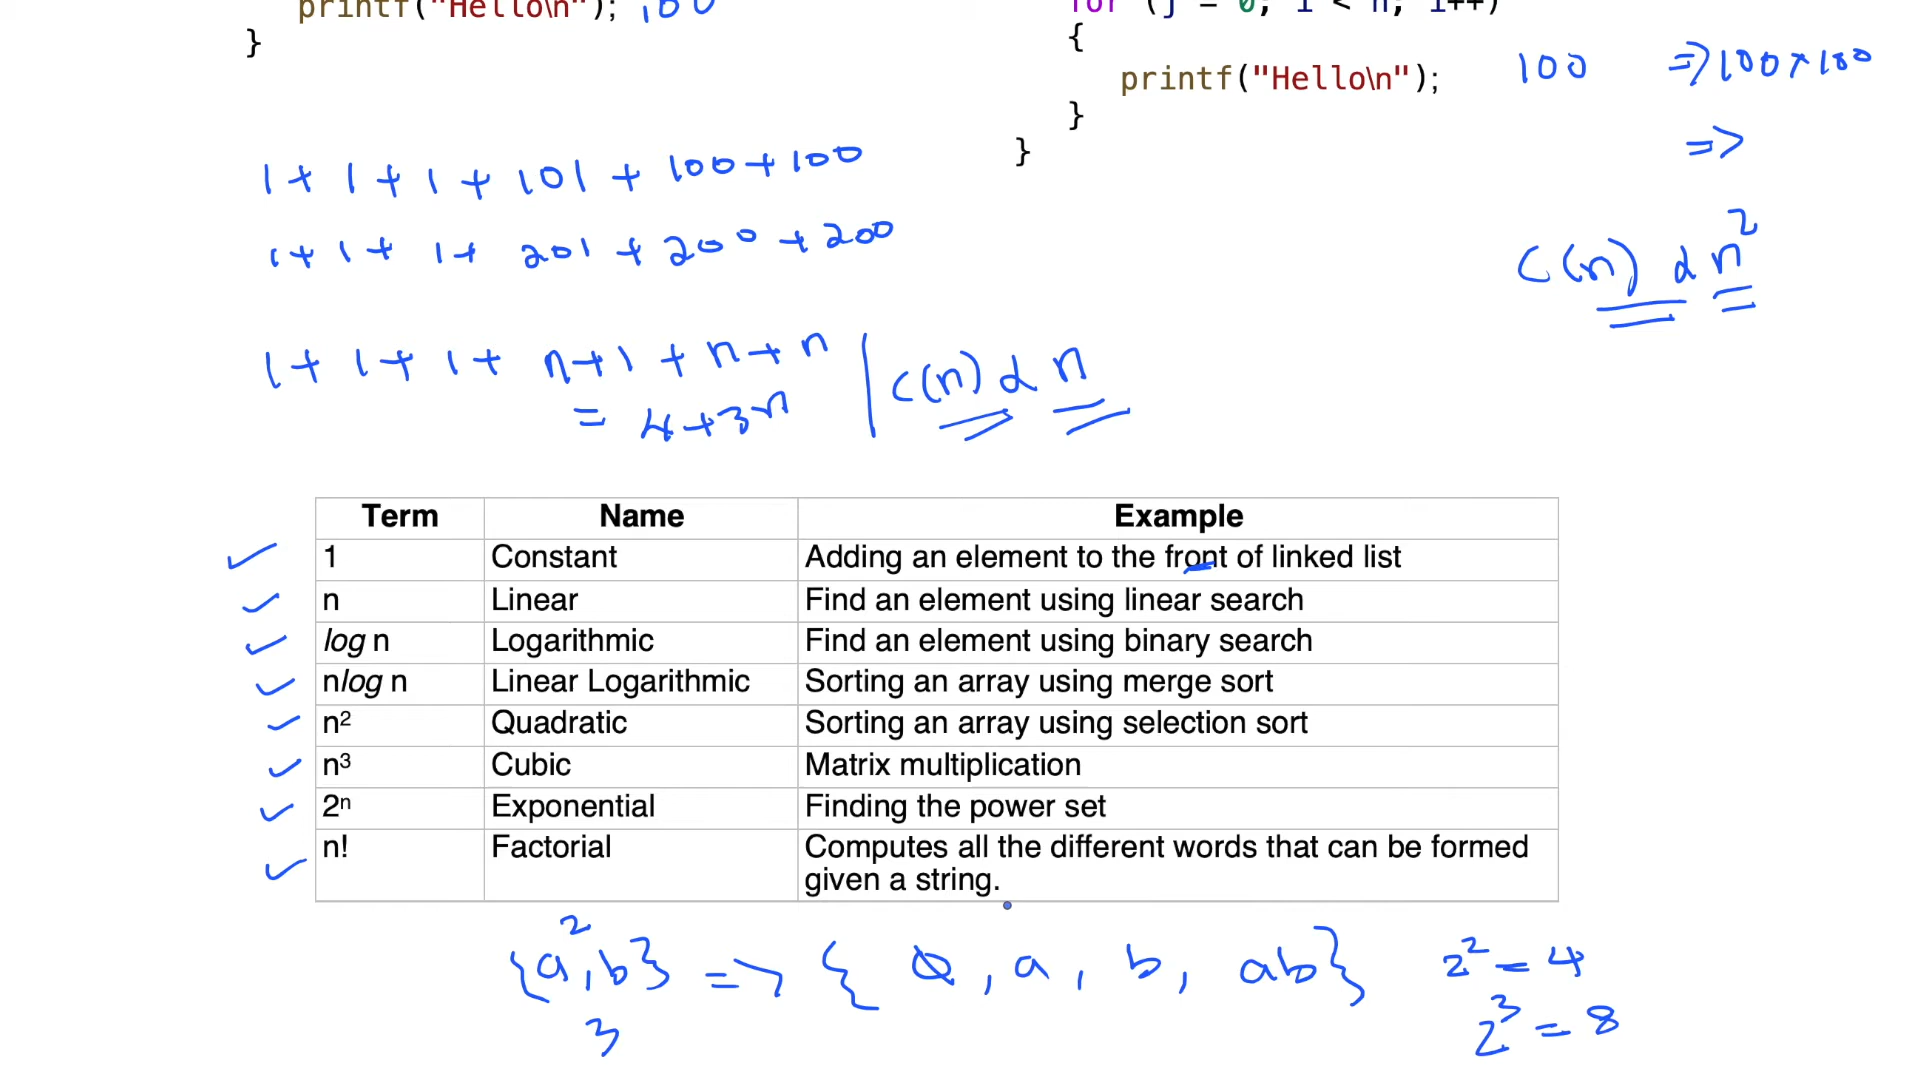 printf("Hello\n"); 100
}
for (j = 0; i < n; i++)
{
printf("Hello\n"); 100 => 100 x 100
}
=>
}
1 + 1 + 1 + 101 + 100 + 100
1 + 1 + 1 + 201 + 200 + 200
C(n) α n²
1 + 1 + 1 + n+1 + n + n | C(n) α n
= 4+3n
Term Name Example
1 Constant Adding an element to the front of linked list
n Linear Find an element using linear search
log n Logarithmic Find an element using binary search
nlog n Linear Logarithmic Sorting an array using merge sort
n² Quadratic Sorting an array using selection sort
n³ Cubic Matrix multiplication
2ⁿ Exponential Finding the power set
n! Factorial Computes all the different words that can be formed
given a string.
2
{a,b} => { Ø, a, b, ab} 2² = 4
3 2³ = 8